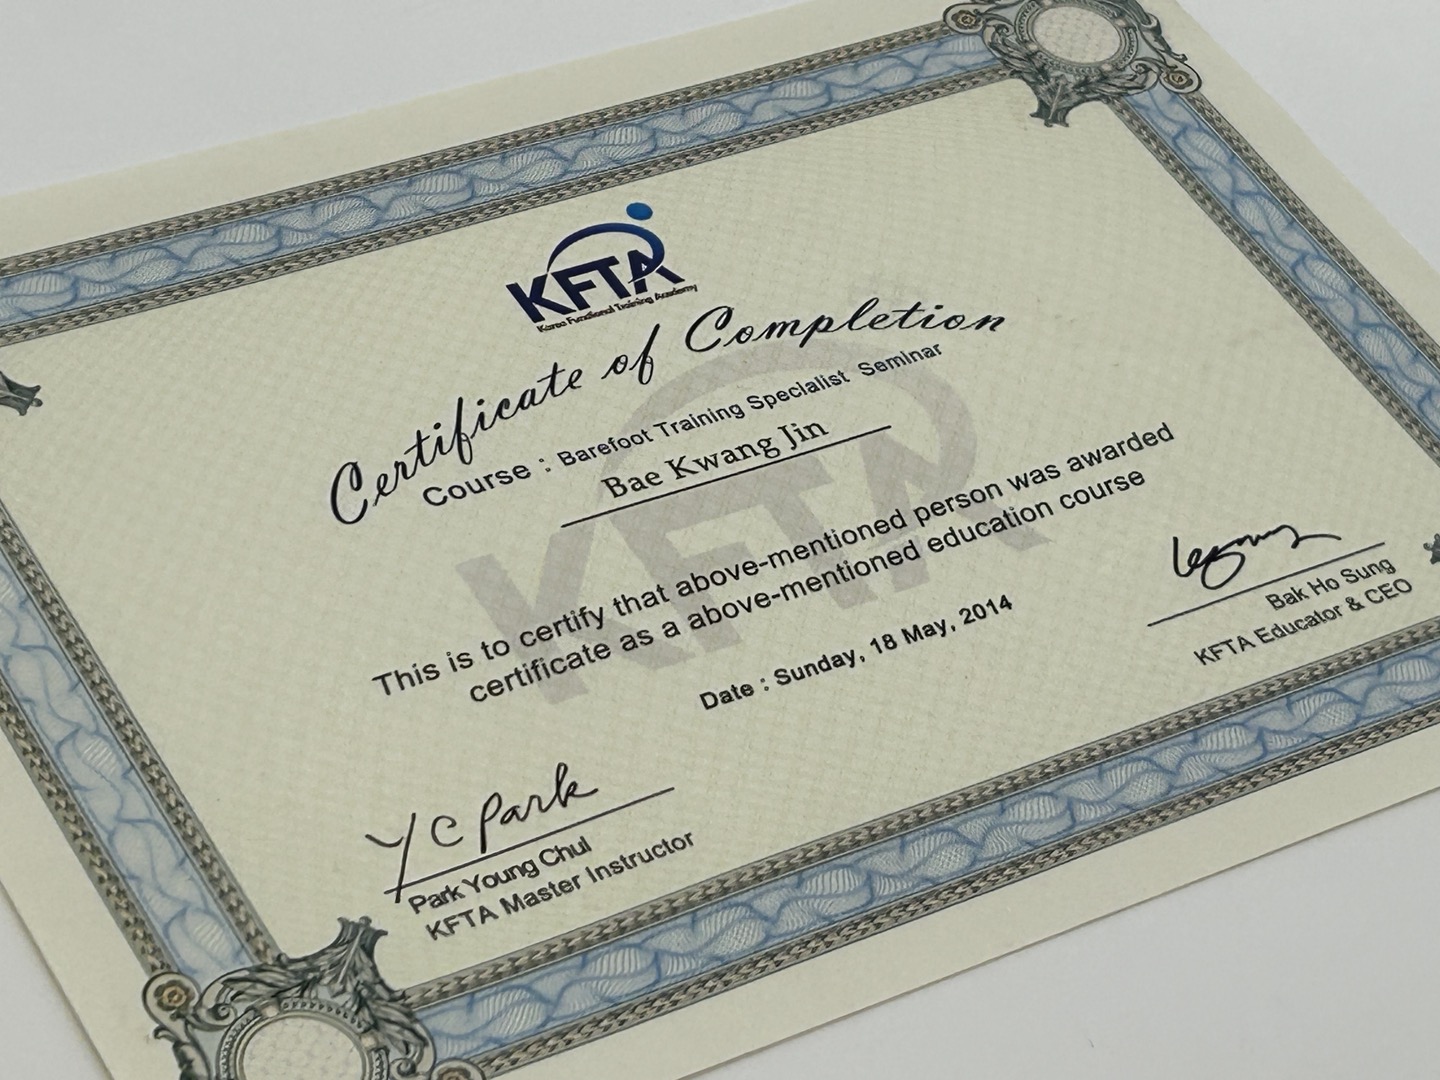 KFTA
Korea Functional Training Academy
Certificate of Completion
Course : Barefoot Training Specialist Seminar
Bae Kwang Jin
This is to certify that above-mentioned person was awarded
certificate as a above-mentioned education course
Date : Sunday, 18 May, 2014
Bak Ho Sung
KFTA Educator & CEO
Y C Park
Park Young Chul
KFTA Master Instructor
KFTA